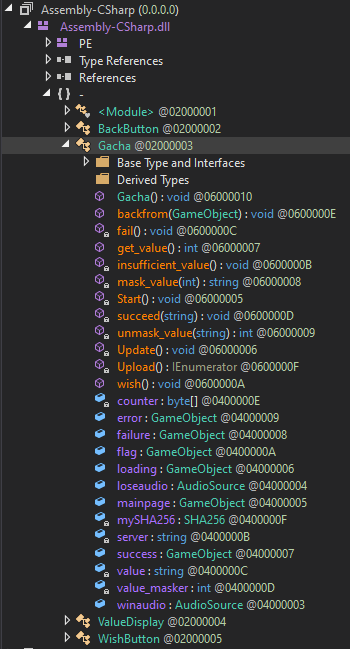 Assembly-CSharp (0.0.0.0)
Assembly-CSharp.dll
PE
Type References
References
{ } -
<Module> @02000001
BackButton @02000002
Gacha @02000003
Base Type and Interfaces
Derived Types
Gacha() : void @06000010
backfrom(GameObject) : void @0600000E
fail() : void @0600000C
get_value() : int @06000007
insufficient_value() : void @0600000B
mask_value(int) : string @06000008
Start() : void @06000005
succeed(string) : void @0600000D
unmask_value(string) : int @06000009
Update() : void @06000006
Upload() : IEnumerator @0600000F
wish() : void @0600000A
counter : byte[] @0400000E
error : GameObject @04000009
failure : GameObject @04000008
flag : GameObject @0400000A
loading : GameObject @04000006
loseaudio : AudioSource @04000004
mainpage : GameObject @04000005
mySHA256 : SHA256 @0400000F
server : string @0400000B
success : GameObject @04000007
value : string @0400000C
value_masker : int @0400000D
winaudio : AudioSource @04000003
ValueDisplay @02000004
WishButton @02000005